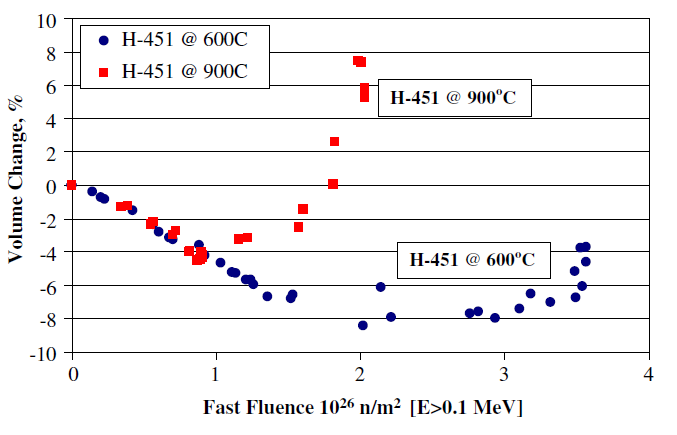 10
8
6
4
2
0
-2
-4
-6
-8
-10
Volume Change, %
H-451 @ 600C
H-451 @ 900C
H-451 @ 900°C
H-451 @ 600°C
0 1 2 3 4
Fast Fluence 10²⁶ n/m² [E>0.1 MeV]